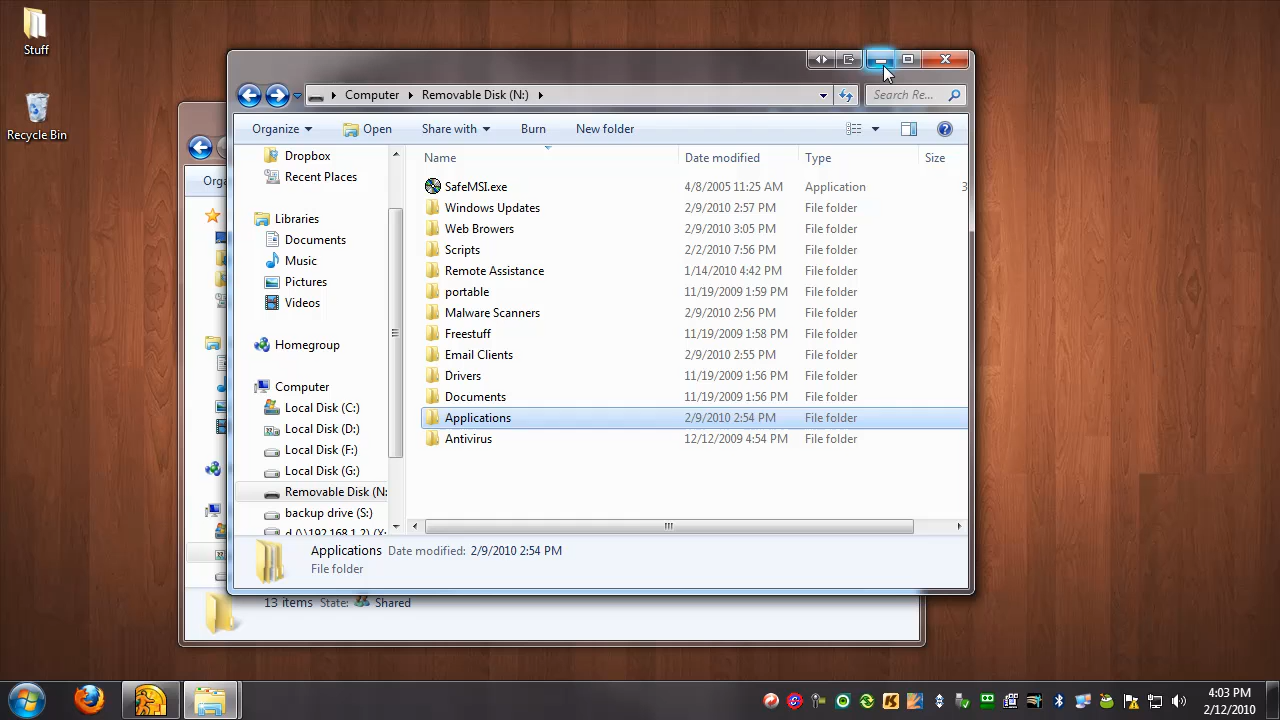 Stuff
Recycle Bin
Computer
Removable Disk (N:)
Search Re...
Organize
Open
Share with
Burn
New folder
Orga
Dropbox
Recent Places
Libraries
Documents
Music
Pictures
Videos
Homegroup
Computer
Local Disk (C:)
Local Disk (D:)
Local Disk (F:)
Local Disk (G:)
Removable Disk (N:
backup drive (S:)
d (\\192.168.1.2) (X:
Name Date modified Type Size
SafeMSI.exe 4/8/2005 11:25 AM Application 3
Windows Updates 2/9/2010 2:57 PM File folder
Web Browers 2/9/2010 3:05 PM File folder
Scripts 2/2/2010 7:56 PM File folder
Remote Assistance 1/14/2010 4:42 PM File folder
portable 11/19/2009 1:59 PM File folder
Malware Scanners 2/9/2010 2:56 PM File folder
Freestuff 11/19/2009 1:58 PM File folder
Email Clients 2/9/2010 2:55 PM File folder
Drivers 11/19/2009 1:56 PM File folder
Documents 11/19/2009 1:56 PM File folder
Applications 2/9/2010 2:54 PM File folder
Antivirus 12/12/2009 4:54 PM File folder
Applications Date modified: 2/9/2010 2:54 PM
File folder
13 items State: Shared
4:03 PM
2/12/2010